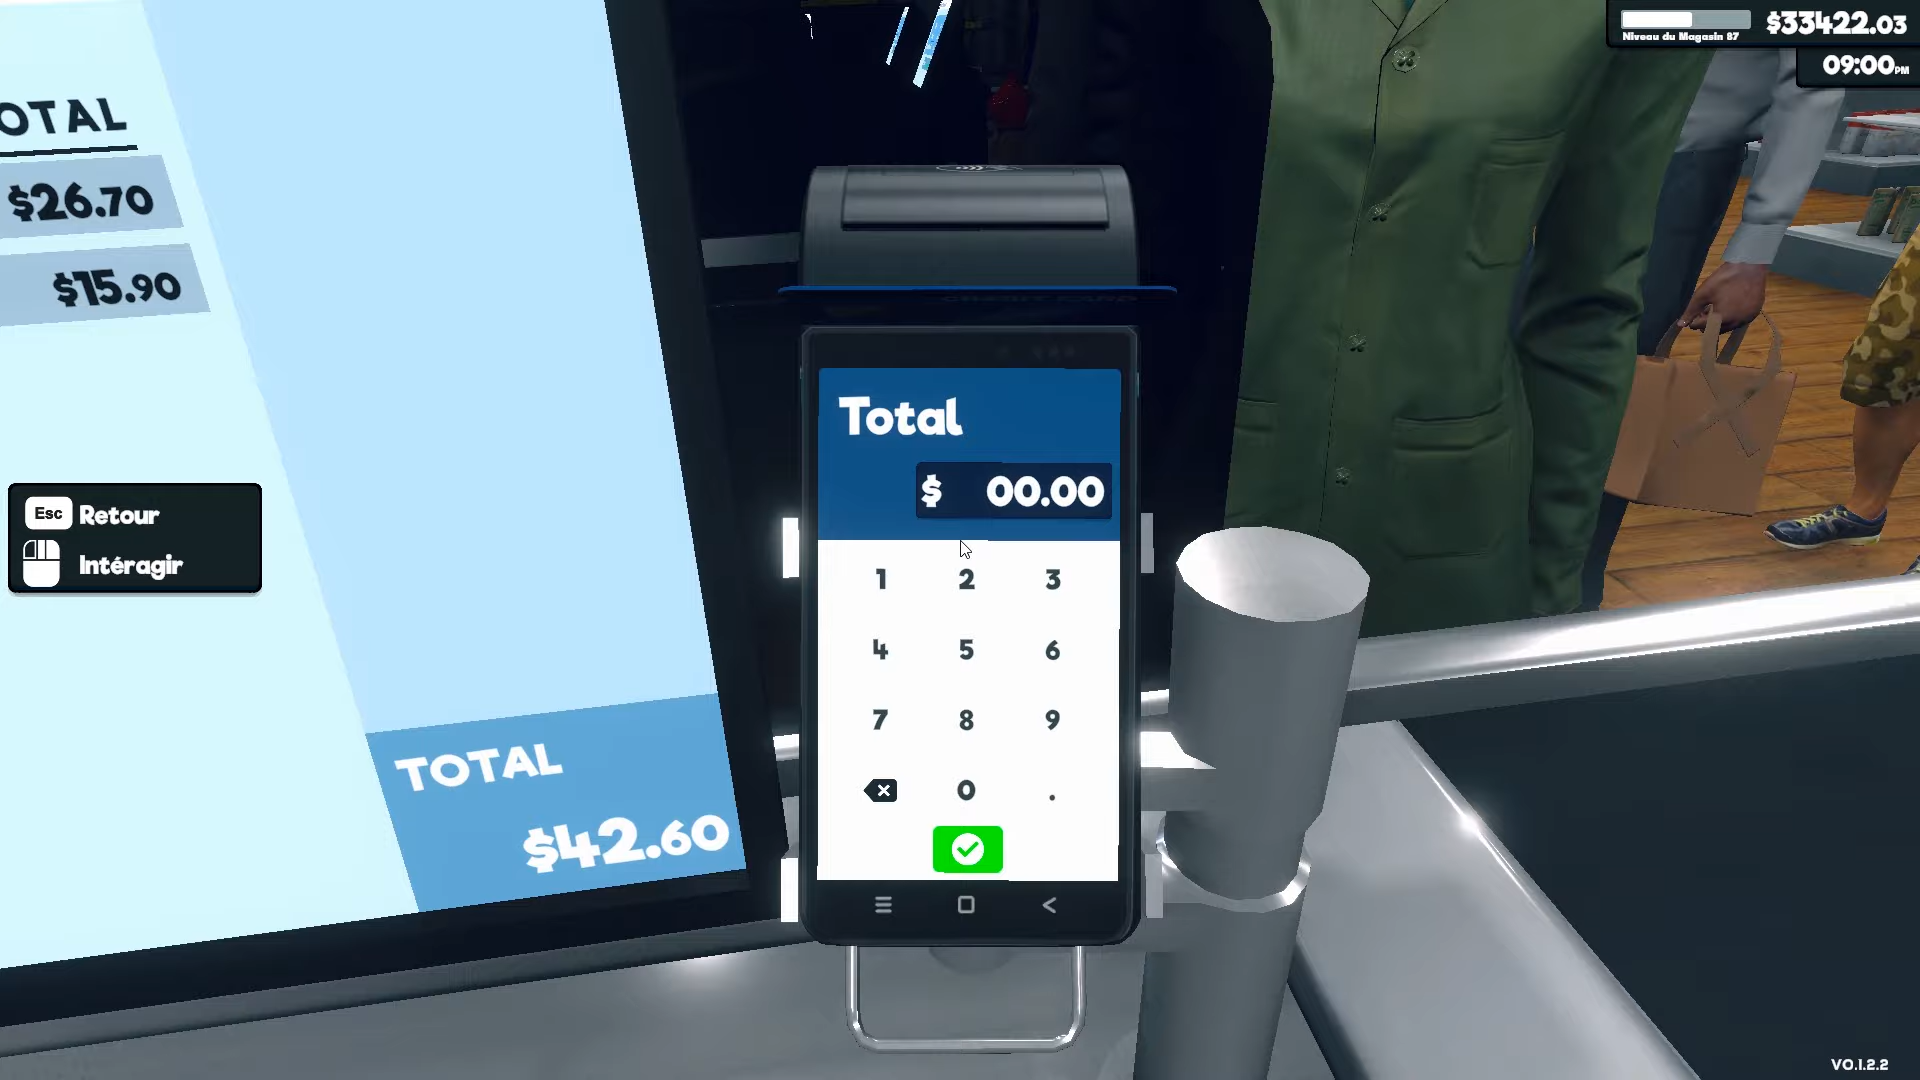 Niveau du Magasin 87
$33422.03
09:00PM
OTAL
$26.70
$15.90
Esc Retour
Intéragir
TOTAL
$42.60
Total
$ 00.00
1 2 3
4 5 6
7 8 9
0 .
V0.1.2.2